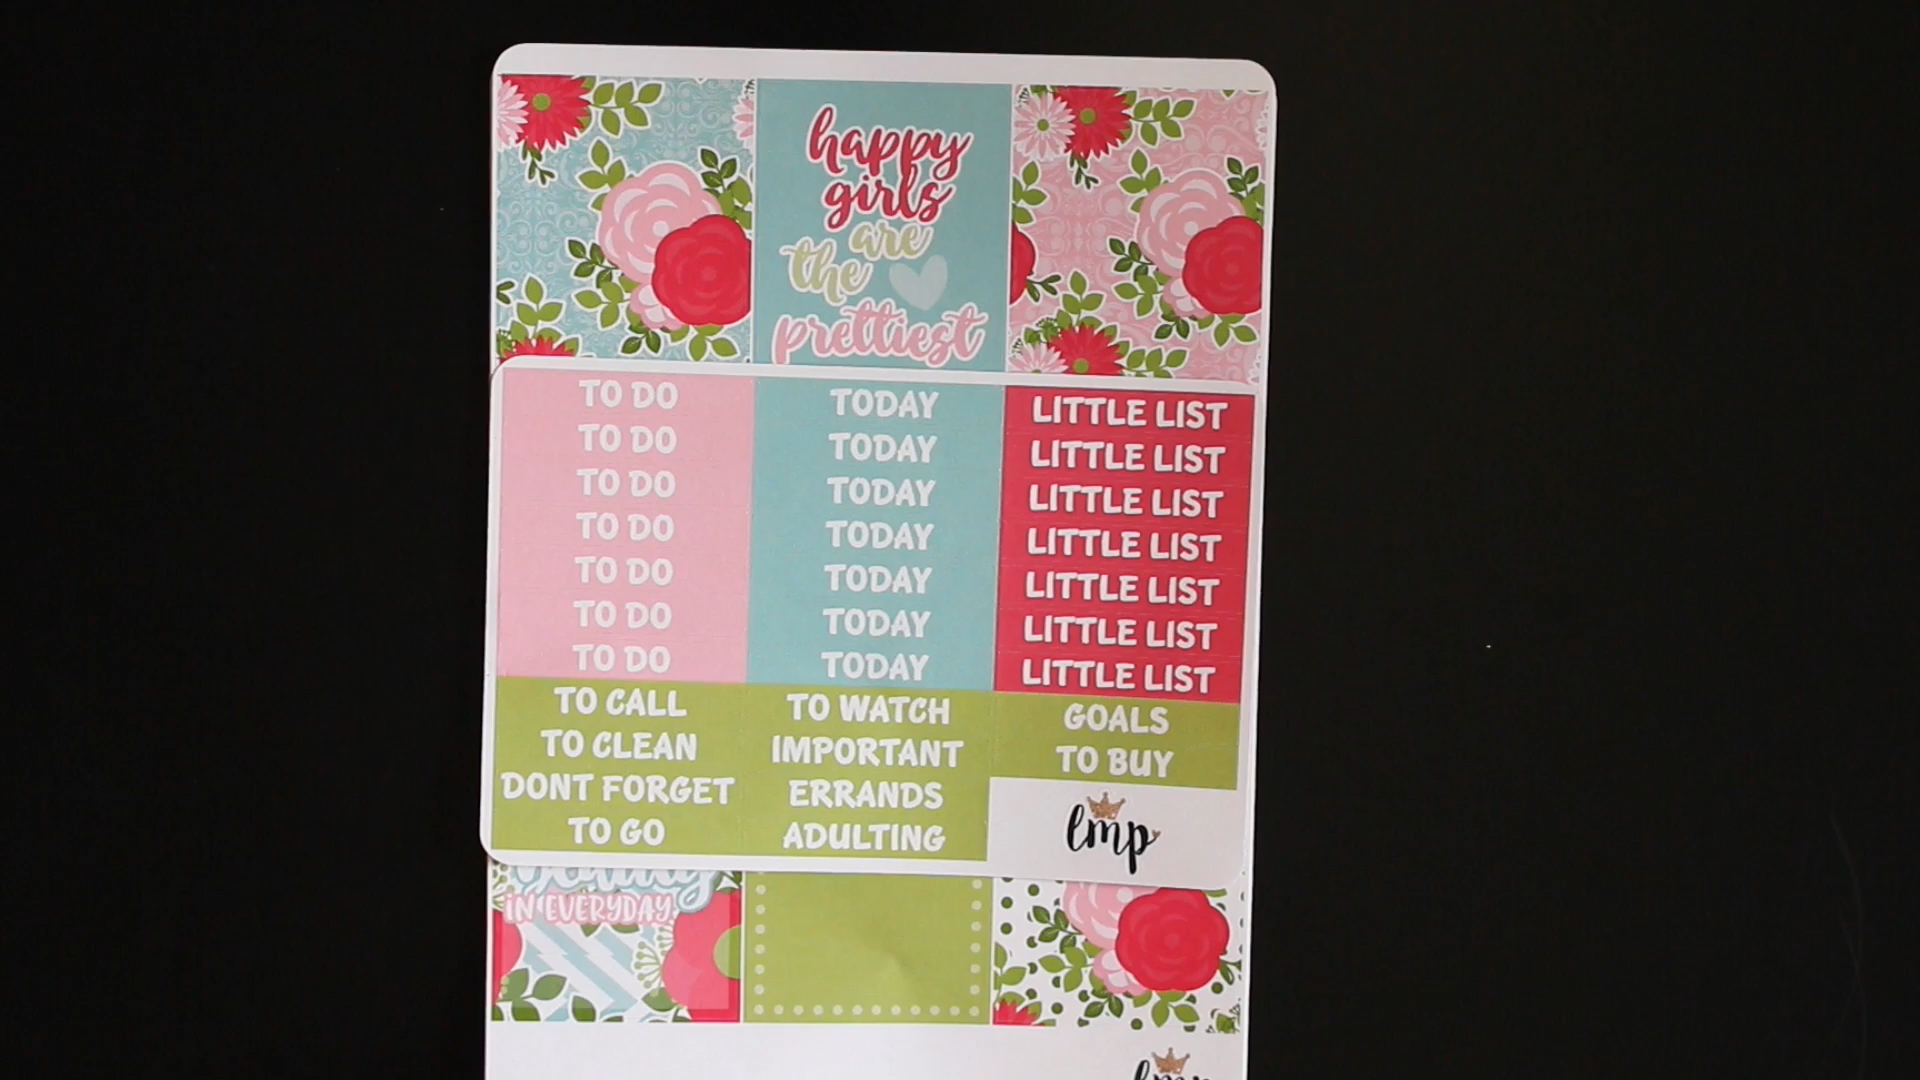 happy
girls
are
the
prettiest
TO DO TODAY LITTLE LIST
TO DO TODAY LITTLE LIST
TO DO TODAY LITTLE LIST
TO DO TODAY LITTLE LIST
TO DO TODAY LITTLE LIST
TO DO TODAY LITTLE LIST
TO DO TODAY LITTLE LIST
TO CALL TO WATCH GOALS
TO CLEAN IMPORTANT TO BUY
DONT FORGET ERRANDS
TO GO ADULTING
lmp
IN EVERYDAY